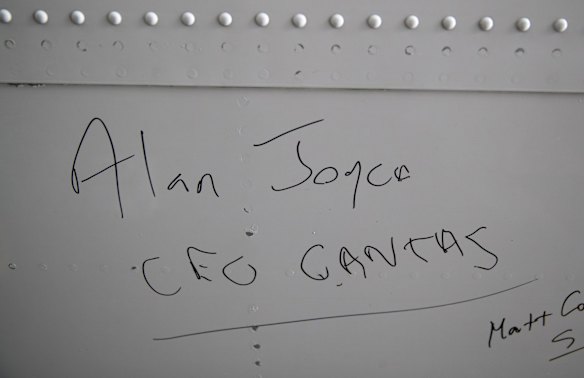 Alan Joyce
CEO QANTAS
Matt